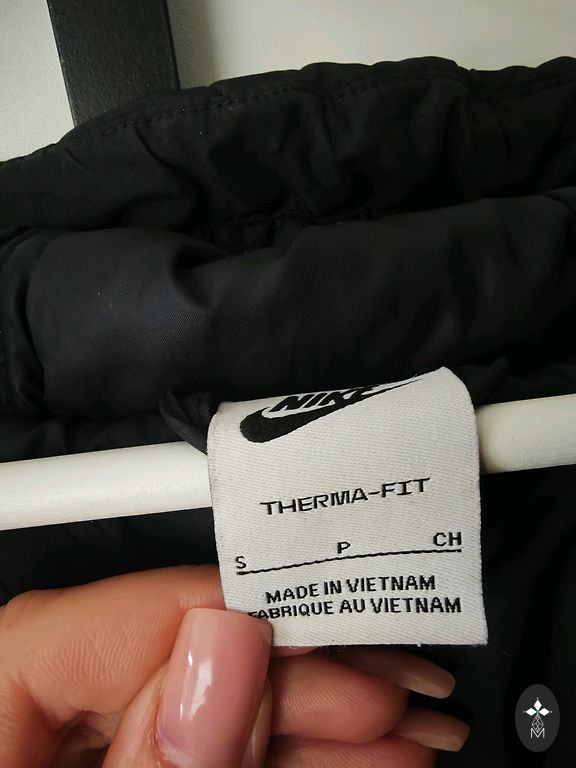 NIKE
THERMA-FIT
S P CH
MADE IN VIETNAM
FABRIQUE AU VIETNAM